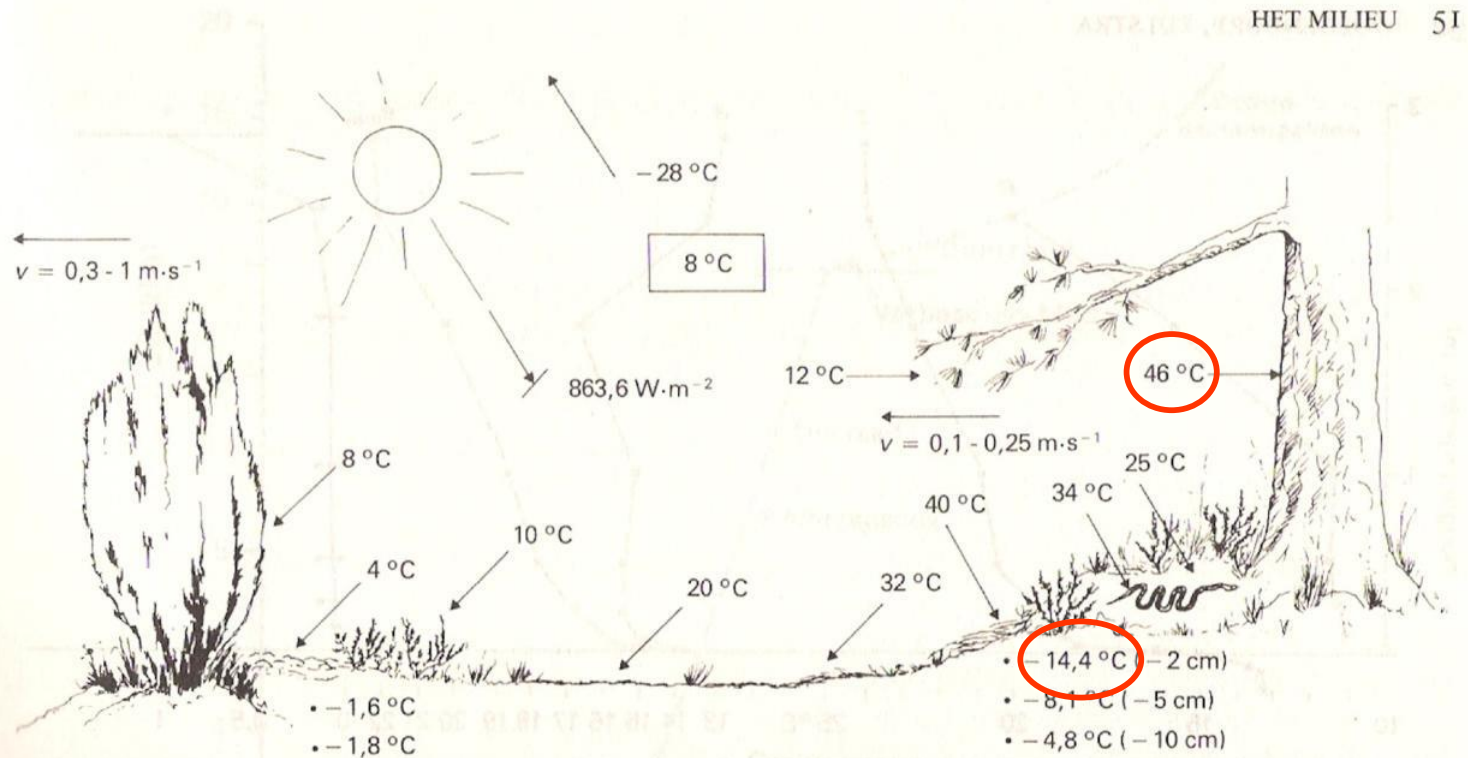 HET MILIEU 51
−28 °C
v = 0,3 - 1 m·s⁻¹
8 °C
863,6 W·m⁻²
12 °C
46 °C
v = 0,1 - 0,25 m·s⁻¹
8 °C
25 °C
34 °C
40 °C
10 °C
4 °C
20 °C
32 °C
• −14,4 °C (−2 cm)
• −1,6 °C
• −8,1 °C (−5 cm)
• −1,8 °C
• −4,8 °C (−10 cm)